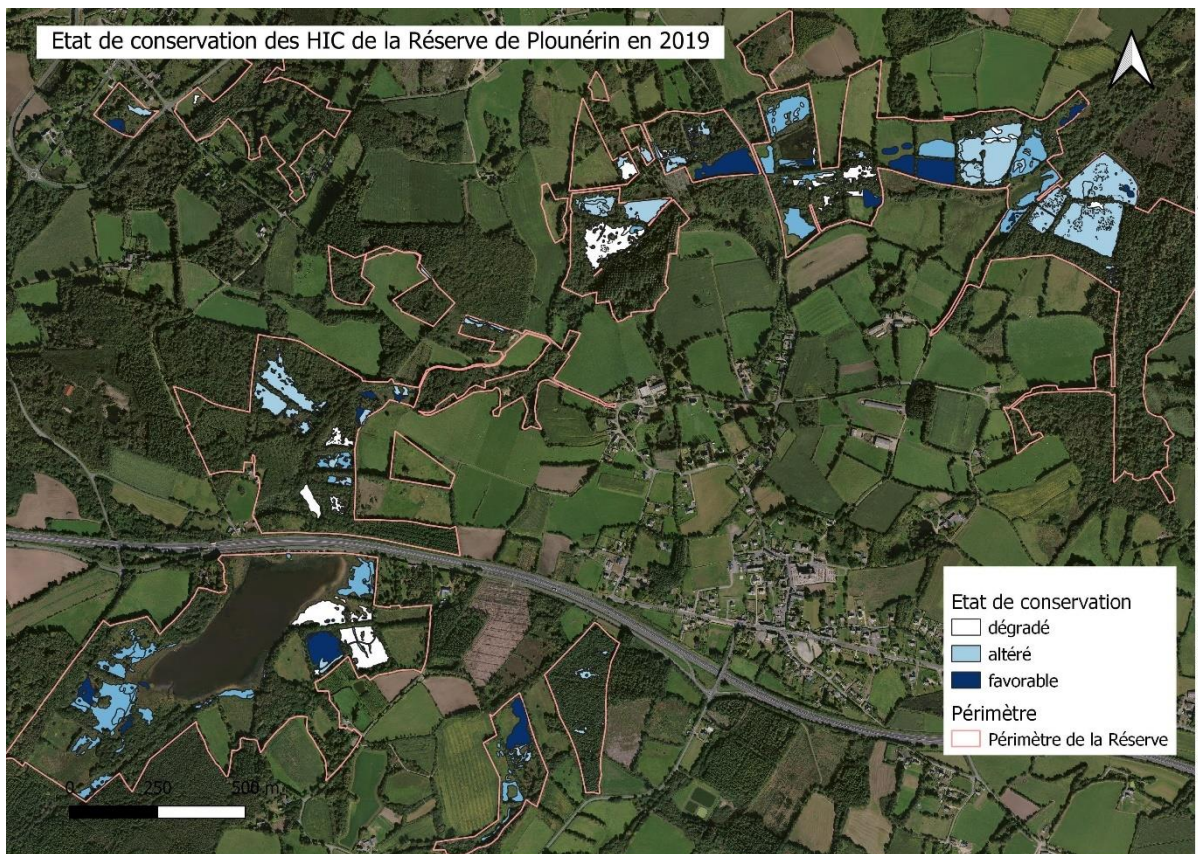 Etat de conservation des HIC de la Réserve de Plounérin en 2019
Etat de conservation
dégradé
altéré
favorable
Périmètre
Périmètre de la Réserve
0 250 500 m